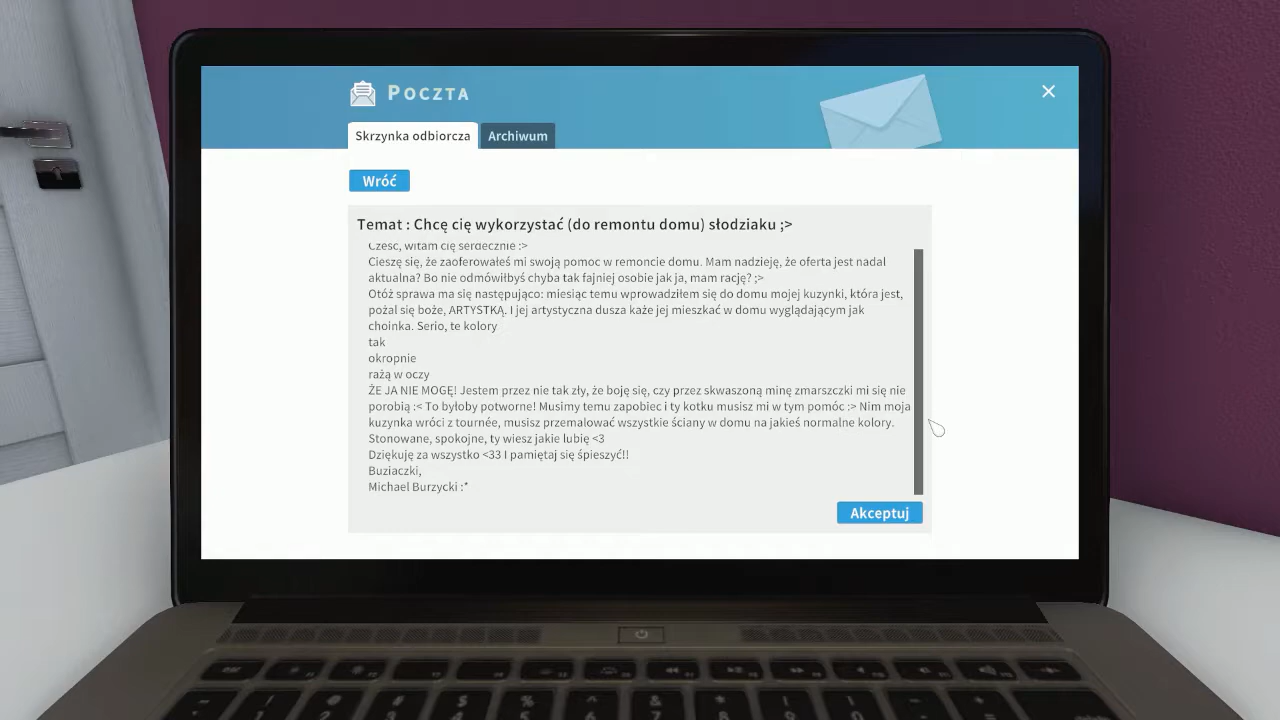 Poczta
Skrzynka odbiorcza
Archiwum
Wróć
Temat : Chcę cię wykorzystać (do remontu domu) słodziaku ;>
Cześć, witam cię serdecznie :>
Cieszę się, że zaoferowałeś mi swoją pomoc w remoncie domu. Mam nadzieję, że oferta jest nadal
aktualna? Bo nie odmówiłbyś chyba tak fajniej osobie jak ja, mam rację? ;>
Otóż sprawa ma się następująco: miesiąc temu wprowadziłem się do domu mojej kuzynki, która jest,
pożal się boże, ARTYSTKĄ. I jej artystyczna dusza każe jej mieszkać w domu wyglądającym jak
choinka. Serio, te kolory
tak
okropnie
rażą w oczy
ŻE JA NIE MOGĘ! Jestem przez nie tak zły, że boję się, czy przez skwaszoną minę zmarszczki mi się nie
porobią :< To byłoby potworne! Musimy temu zapobiec i ty kotku musisz mi w tym pomóc :> Nim moja
kuzynka wróci z tournée, musisz przemalować wszystkie ściany w domu na jakieś normalne kolory.
Stonowane, spokojne, ty wiesz jakie lubię <3
Dziękuję za wszystko <33 I pamiętaj się śpieszyć!!
Buziaczki,
Michael Burzycki :*
Akceptuj